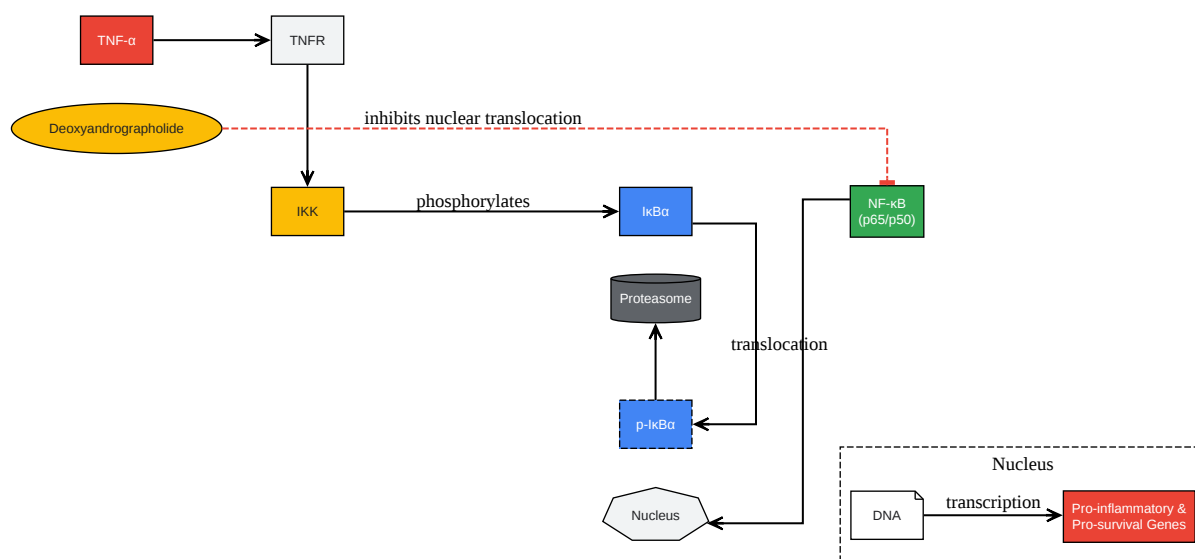 TNF-α
TNFR
inhibits nuclear translocation
Deoxyandrographolide
IKK
phosphorylates
IκBα
NF-κB
(p65/p50)
Proteasome
translocation
p-IκBα
Nucleus
Nucleus
DNA
transcription
Pro-inflammatory &
Pro-survival Genes